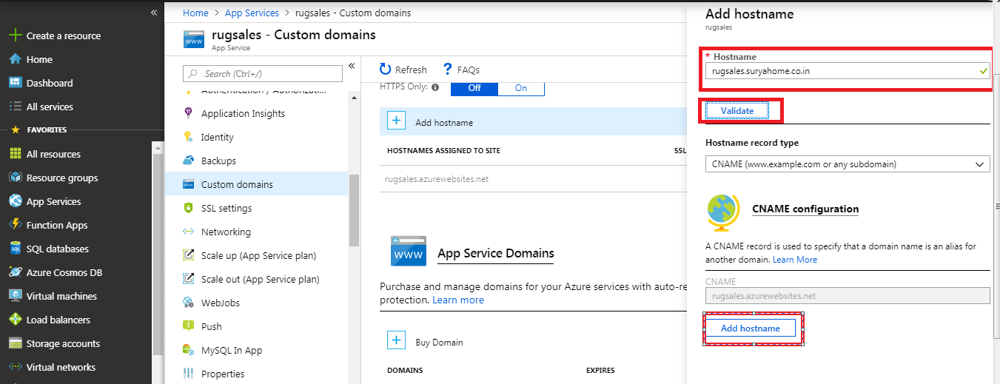 «
Create a resource
Home
Dashboard
All services
FAVORITES
All resources
Resource groups
App Services
Function Apps
SQL databases
Azure Cosmos DB
Virtual machines
Load balancers
Storage accounts
Virtual networks
Home > App Services > rugsales - Custom domains
www
rugsales - Custom domains
App Service
Search (Ctrl+/)
«
Authentication / Authorizati...
Application Insights
Identity
Backups
Custom domains
SSL settings
Networking
Scale up (App Service plan)
Scale out (App Service plan)
WebJobs
Push
MySQL In App
Properties
Refresh ? FAQs
HTTPS Only: Off On
Add hostname
HOSTNAMES ASSIGNED TO SITE SSL
rugsales.azurewebsites.net
www
App Service Domains
Purchase and manage domains for your Azure services with auto-re
protection. Learn more
Buy Domain
DOMAINS EXPIRES
Add hostname
rugsales
* Hostname
rugsales.suryahome.co.in
Validate
Hostname record type
CNAME (www.example.com or any subdomain)
CNAME configuration
A CNAME record is used to specify that a domain name is an alias for
another domain. Learn More
CNAME
rugsales.azurewebsites.net
Add hostname